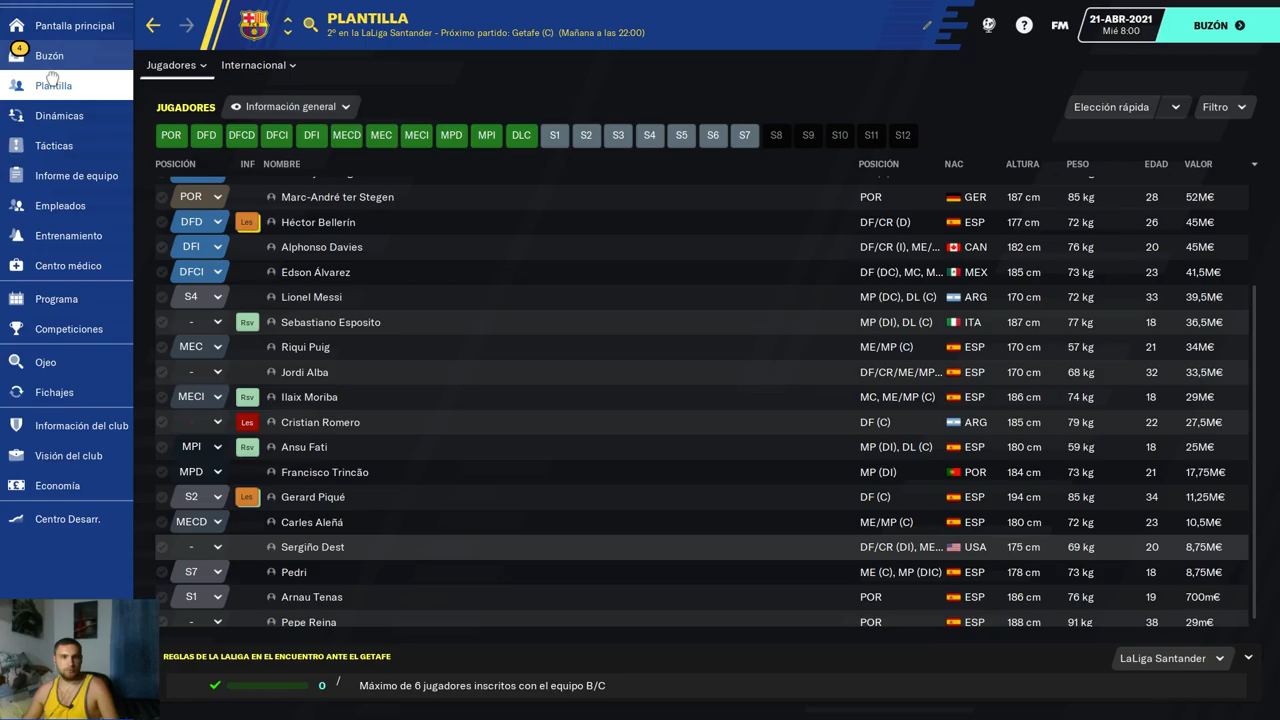 Pantalla principal
4
Buzón
Plantilla
Dinámicas
Tácticas
Informe de equipo
Empleados
Entrenamiento
Centro médico
Programa
Competiciones
Ojeo
Fichajes
Información del club
Visión del club
Economía
Centro Desarr.
PLANTILLA
2º en la LaLiga Santander - Próximo partido: Getafe (C) (Mañana a las 22:00)
? FM
21-ABR-2021
Mié 8:00
BUZÓN
Jugadores Internacional
JUGADORES Información general Elección rápida Filtro
POR DFD DFCD DFCI DFI MECD MEC MECI MPD MPI DLC S1 S2 S3 S4 S5 S6 S7 S8 S9 S10 S11 S12
POSICIÓN INF NOMBRE POSICIÓN NAC ALTURA PESO EDAD VALOR
POR Marc-André ter Stegen POR GER 187 cm 85 kg 28 52M€
DFD Les Héctor Bellerín DF/CR (D) ESP 177 cm 72 kg 26 45M€
DFI Alphonso Davies DF/CR (I), ME/... CAN 182 cm 76 kg 20 45M€
DFCI Edson Álvarez DF (DC), MC, M... MEX 185 cm 73 kg 23 41,5M€
S4 Lionel Messi MP (DC), DL (C) ARG 170 cm 72 kg 33 39,5M€
- Rsv Sebastiano Esposito MP (DI), DL (C) ITA 187 cm 77 kg 18 36,5M€
MEC Riqui Puig ME/MP (C) ESP 170 cm 57 kg 21 34M€
- Jordi Alba DF/CR/ME/MP... ESP 170 cm 68 kg 32 33,5M€
MECI Rsv Ilaix Moriba MC, ME/MP (C) ESP 186 cm 74 kg 18 29M€
Les Cristian Romero DF (C) ARG 185 cm 79 kg 22 27,5M€
MPI Rsv Ansu Fati MP (DI), DL (C) ESP 180 cm 59 kg 18 25M€
MPD Francisco Trincão MP (DI) POR 184 cm 73 kg 21 17,75M€
S2 Les Gerard Piqué DF (C) ESP 194 cm 85 kg 34 11,25M€
MECD Carles Aleñá ME/MP (C) ESP 180 cm 72 kg 23 10,5M€
- Sergiño Dest DF/CR (DI), ME... USA 175 cm 69 kg 20 8,75M€
S7 Pedri ME (C), MP (DIC) ESP 178 cm 73 kg 18 8,75M€
S1 Arnau Tenas POR ESP 186 cm 76 kg 19 700m€
- Pepe Reina POR ESP 188 cm 91 kg 38 29m€
REGLAS DE LA LALIGA EN EL ENCUENTRO ANTE EL GETAFE LaLiga Santander
0 / Máximo de 6 jugadores inscritos con el equipo B/C